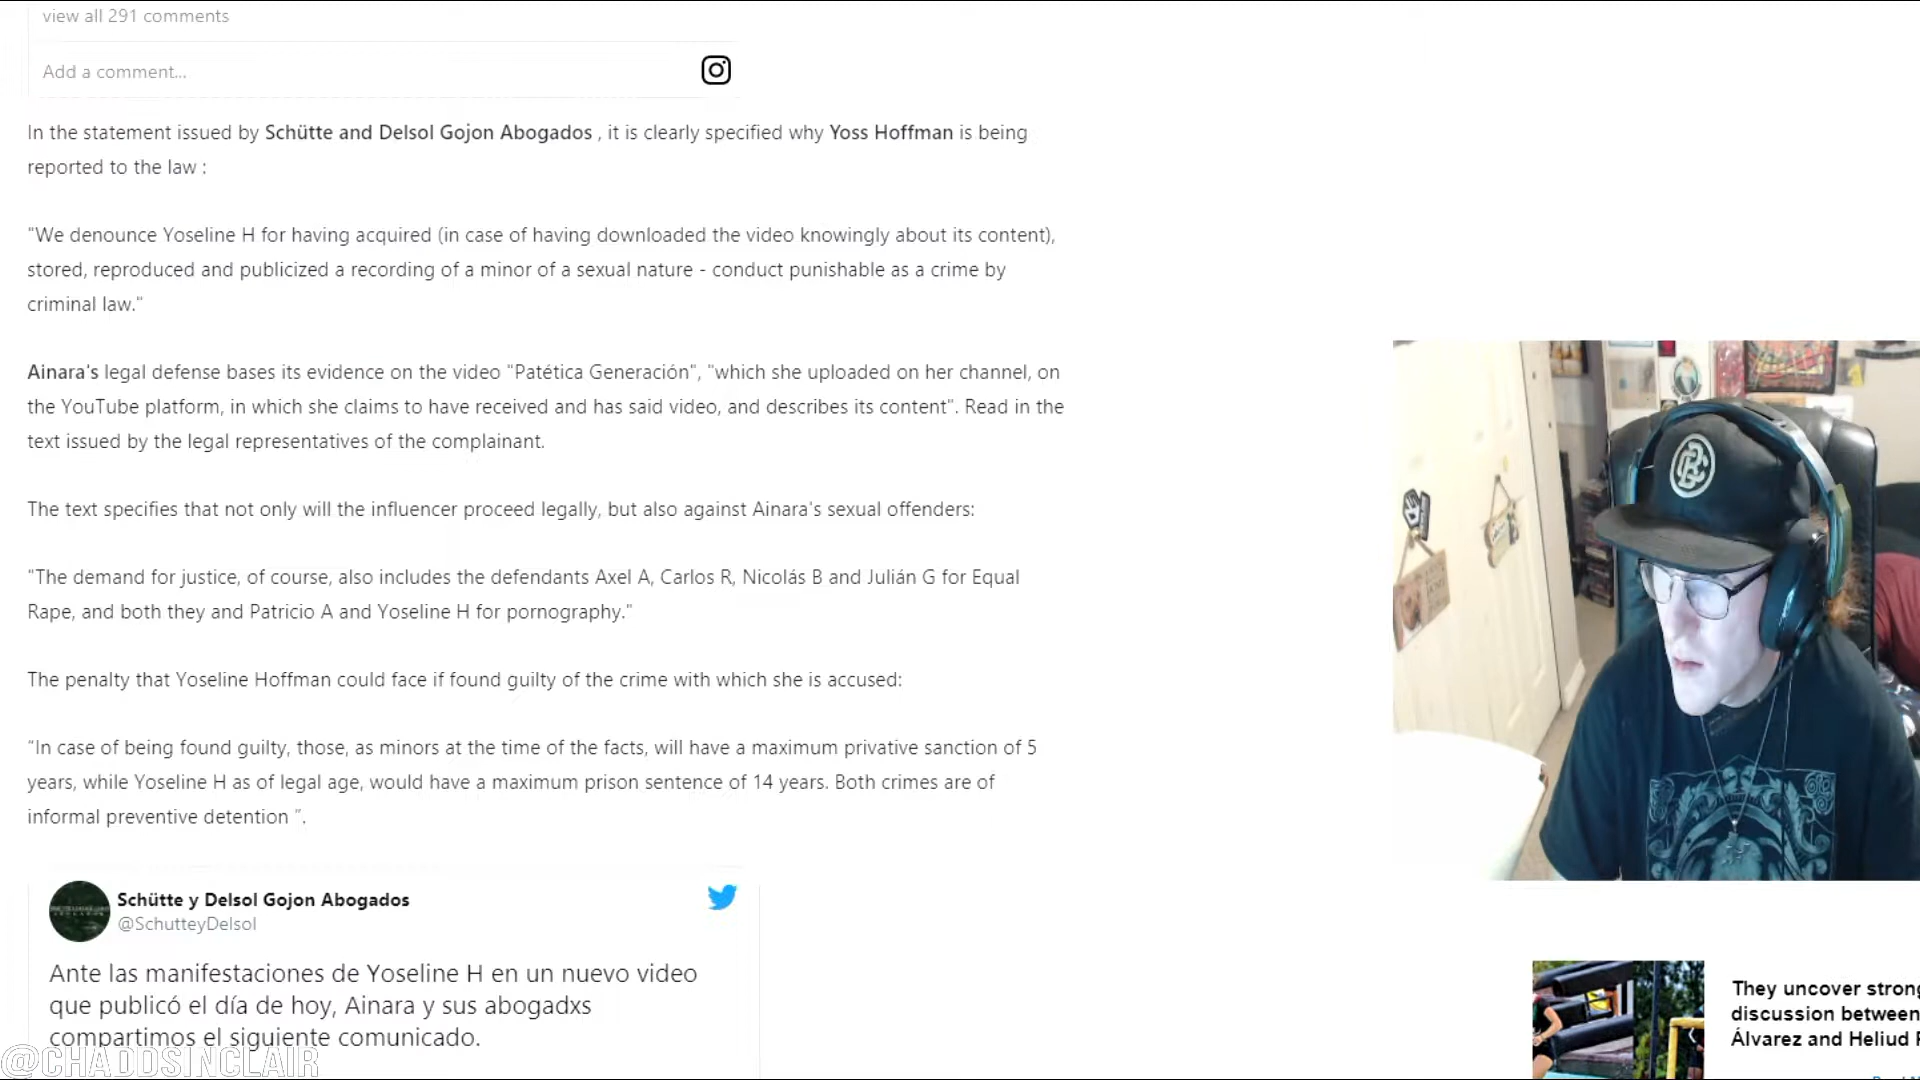 view all 291 comments
Add a comment...
In the statement issued by Schütte and Delsol Gojon Abogados , it is clearly specified why Yoss Hoffman is being
reported to the law :
"We denounce Yoseline H for having acquired (in case of having downloaded the video knowingly about its content),
stored, reproduced and publicized a recording of a minor of a sexual nature - conduct punishable as a crime by
criminal law."
Ainara's legal defense bases its evidence on the video "Patética Generación", "which she uploaded on her channel, on
the YouTube platform, in which she claims to have received and has said video, and describes its content". Read in the
text issued by the legal representatives of the complainant.
The text specifies that not only will the influencer proceed legally, but also against Ainara's sexual offenders:
"The demand for justice, of course, also includes the defendants Axel A, Carlos R, Nicolás B and Julián G for Equal
Rape, and both they and Patricio A and Yoseline H for pornography."
The penalty that Yoseline Hoffman could face if found guilty of the crime with which she is accused:
“In case of being found guilty, those, as minors at the time of the facts, will have a maximum privative sanction of 5
years, while Yoseline H as of legal age, would have a maximum prison sentence of 14 years. Both crimes are of
informal preventive detention ”.
Schütte y Delsol Gojon Abogados
@SchutteyDelsol
Ante las manifestaciones de Yoseline H en un nuevo video
que publicó el día de hoy, Ainara y sus abogadxs
compartimos el siguiente comunicado.
@CHADDSINCLAIR
They uncover strong
discussion between
Álvarez and Heliud